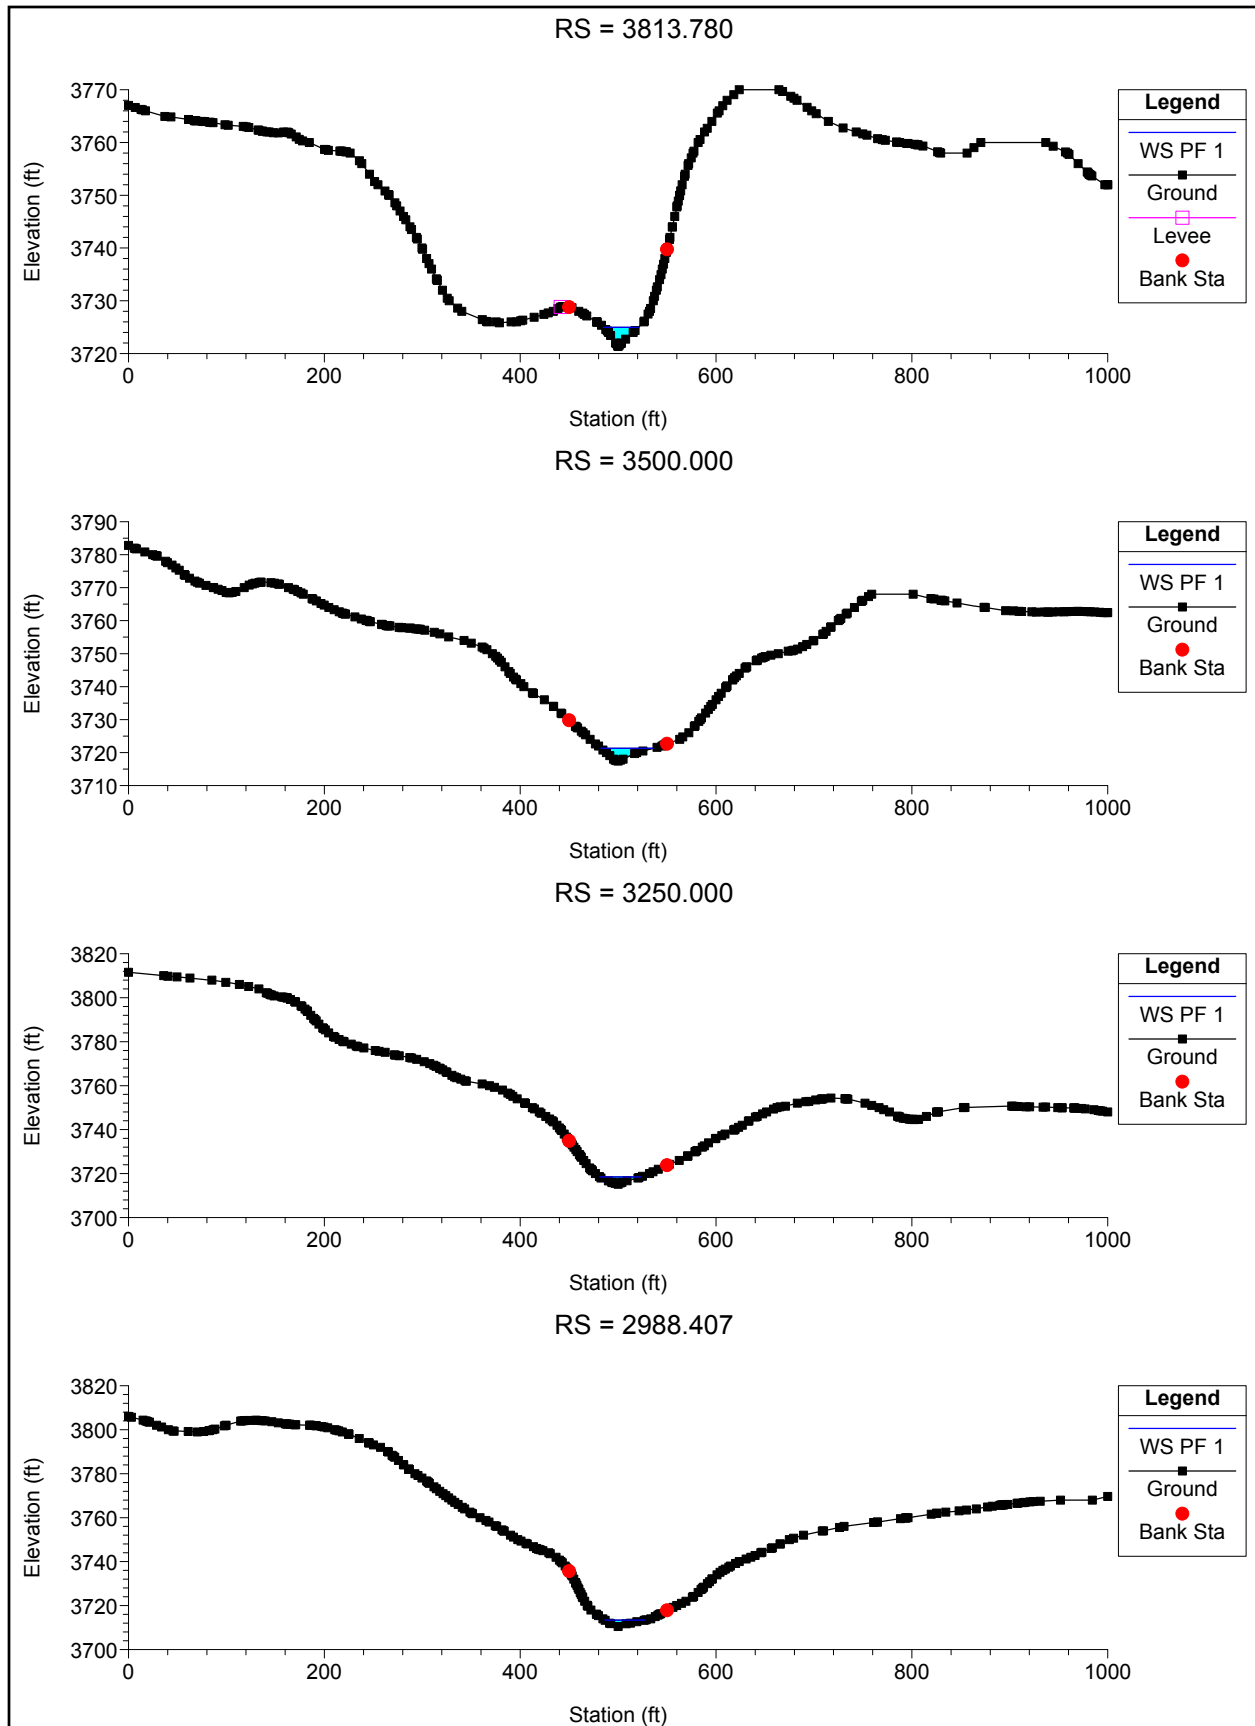 RS = 3813.780
3770
3760
3750
3740
3730
3720
Elevation (ft)
0 200 400 600 800 1000
Station (ft)
Legend
WS PF 1
Ground
Levee
Bank Sta
RS = 3500.000
3790
3780
3770
3760
3750
3740
3730
3720
3710
Elevation (ft)
0 200 400 600 800 1000
Station (ft)
Legend
WS PF 1
Ground
Bank Sta
RS = 3250.000
3820
3800
3780
3760
3740
3720
3700
Elevation (ft)
0 200 400 600 800 1000
Station (ft)
Legend
WS PF 1
Ground
Bank Sta
RS = 2988.407
3820
3800
3780
3760
3740
3720
3700
Elevation (ft)
0 200 400 600 800 1000
Station (ft)
Legend
WS PF 1
Ground
Bank Sta